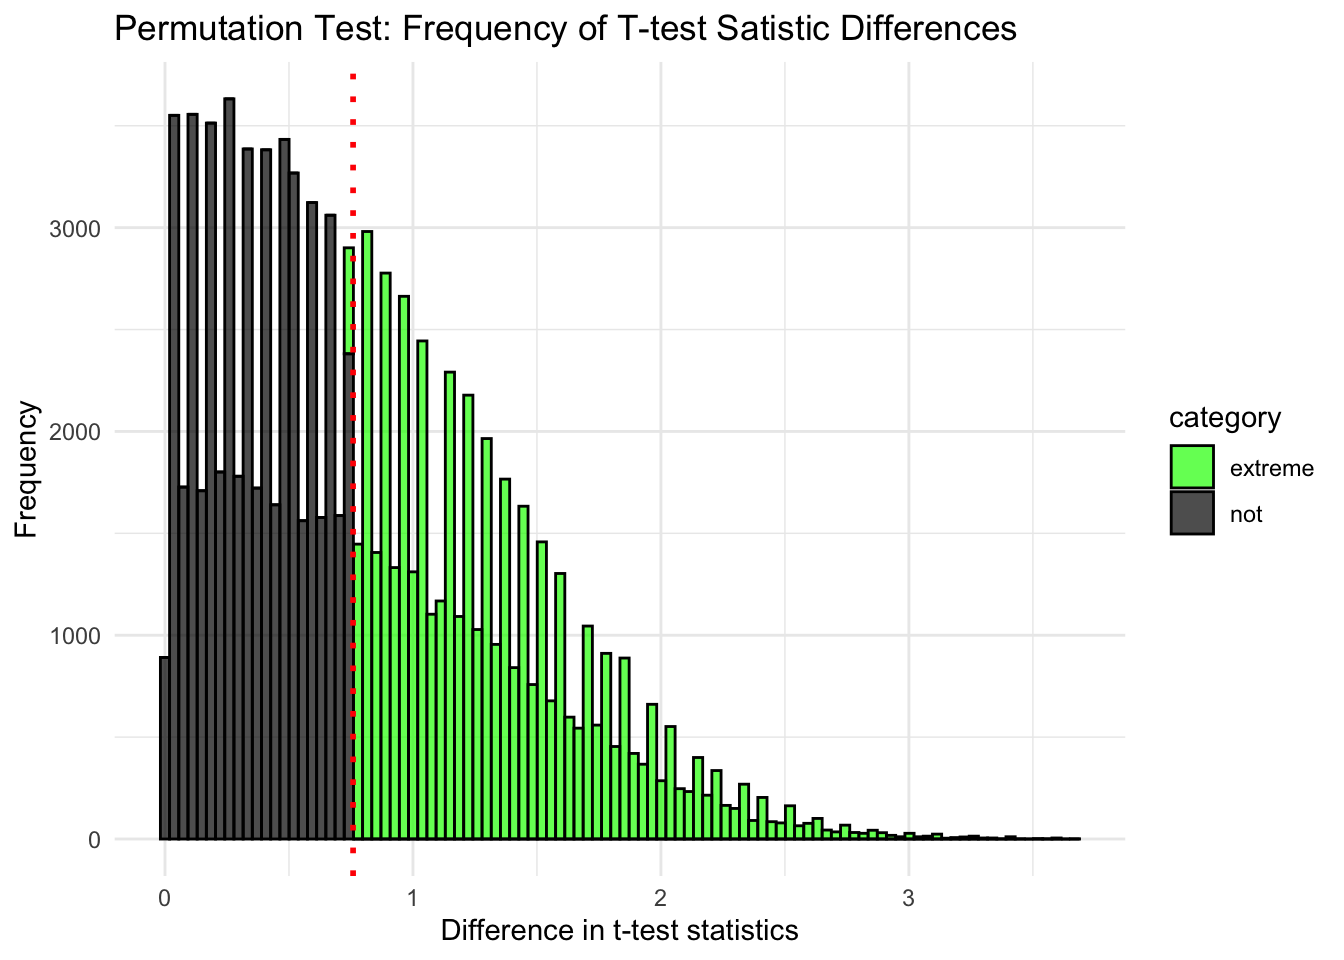 Permutation Test: Frequency of T-test Satistic Differences
3000
2000
1000
0
Frequency
0 1 2 3
Difference in t-test statistics
category
extreme
not